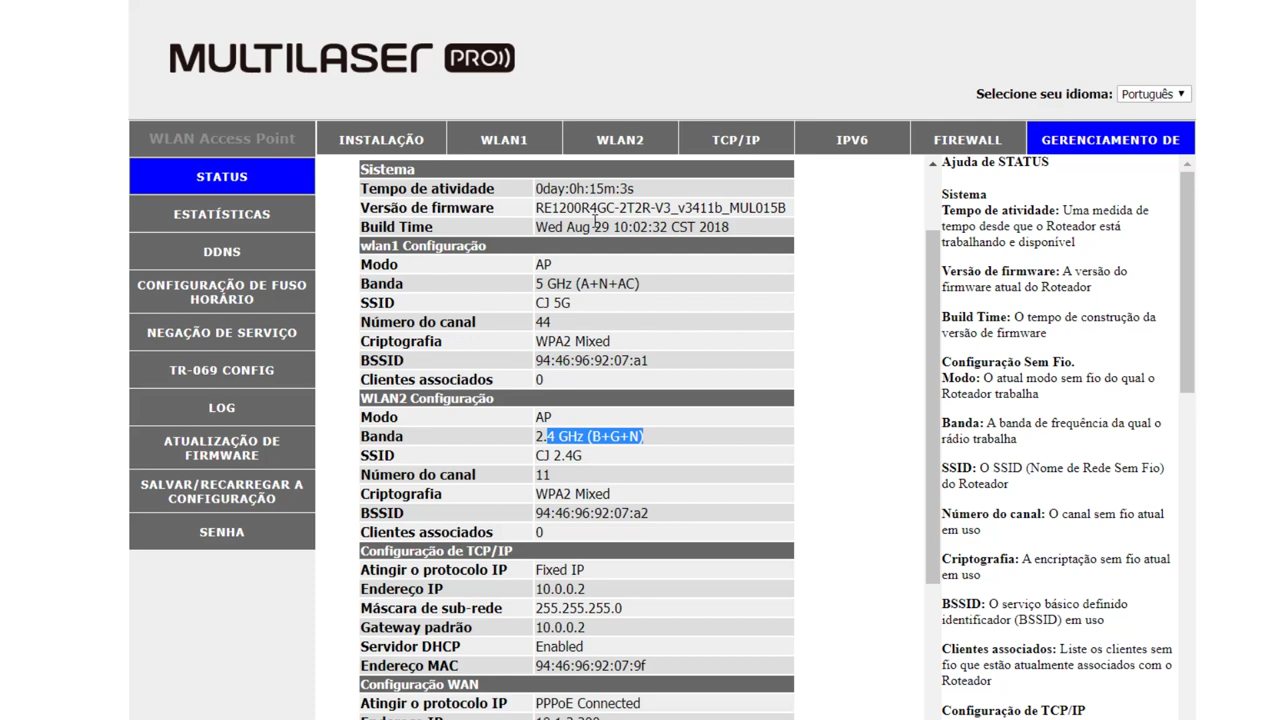 MULTILASER PRO
Selecione seu idioma: Português
WLAN Access Point
INSTALAÇÃO WLAN1 WLAN2 TCP/IP IPV6 FIREWALL GERENCIAMENTO DE
STATUS
ESTATÍSTICAS
DDNS
CONFIGURAÇÃO DE FUSO
HORÁRIO
NEGAÇÃO DE SERVIÇO
TR-069 CONFIG
LOG
ATUALIZAÇÃO DE
FIRMWARE
SALVAR/RECARREGAR A
CONFIGURAÇÃO
SENHA
Sistema
Tempo de atividade 0day:0h:15m:3s
Versão de firmware RE1200R4GC-2T2R-V3_v3411b_MUL015B
Build Time Wed Aug 29 10:02:32 CST 2018
wlan1 Configuração
Modo AP
Banda 5 GHz (A+N+AC)
SSID CJ 5G
Número do canal 44
Criptografia WPA2 Mixed
BSSID 94:46:96:92:07:a1
Clientes associados 0
WLAN2 Configuração
Modo AP
Banda 2.4 GHz (B+G+N)
SSID CJ 2.4G
Número do canal 11
Criptografia WPA2 Mixed
BSSID 94:46:96:92:07:a2
Clientes associados 0
Configuração de TCP/IP
Atingir o protocolo IP Fixed IP
Endereço IP 10.0.0.2
Máscara de sub-rede 255.255.255.0
Gateway padrão 10.0.0.2
Servidor DHCP Enabled
Endereço MAC 94:46:96:92:07:9f
Configuração WAN
Atingir o protocolo IP PPPoE Connected
Ajuda de STATUS
Sistema
Tempo de atividade: Uma medida de
tempo desde que o Roteador está
trabalhando e disponível
Versão de firmware: A versão do
firmware atual do Roteador
Build Time: O tempo de construção da
versão de firmware
Configuração Sem Fio.
Modo: O atual modo sem fio do qual o
Roteador trabalha
Banda: A banda de frequência da qual o
rádio trabalha
SSID: O SSID (Nome de Rede Sem Fio)
do Roteador
Número do canal: O canal sem fio atual
em uso
Criptografia: A encriptação sem fio atual
em uso
BSSID: O serviço básico definido
identificador (BSSID) em uso
Clientes associados: Liste os clientes sem
fio que estão atualmente associados com o
Roteador
Configuração de TCP/IP